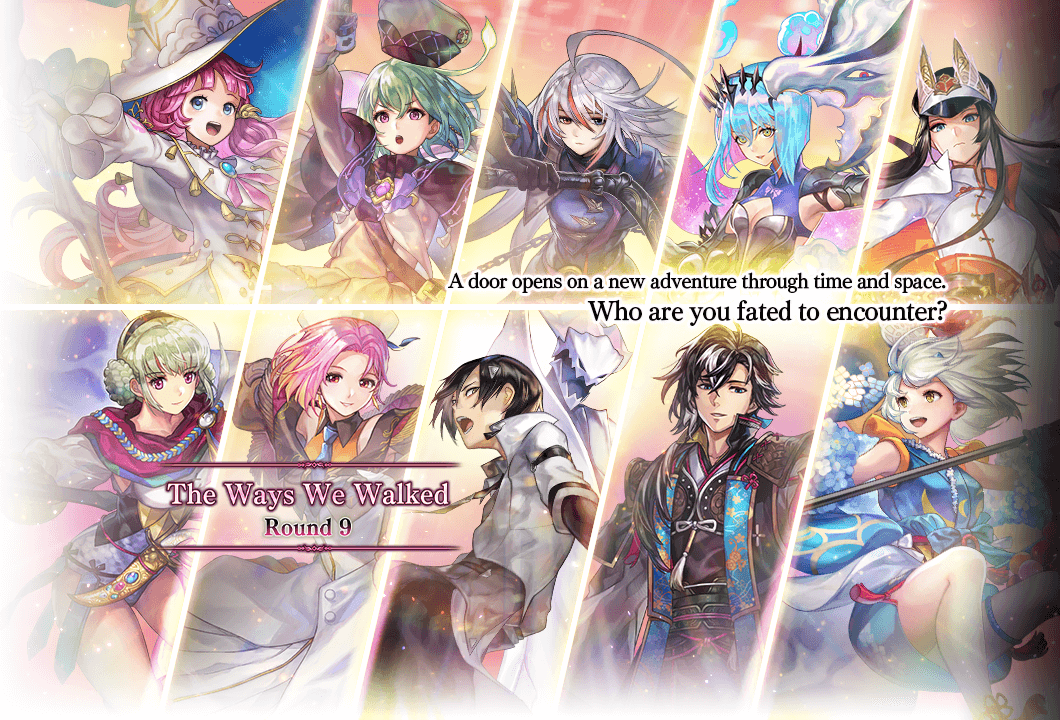 A door opens on a new adventure through time and space.
Who are you fated to encounter?
The Ways We Walked
Round 9